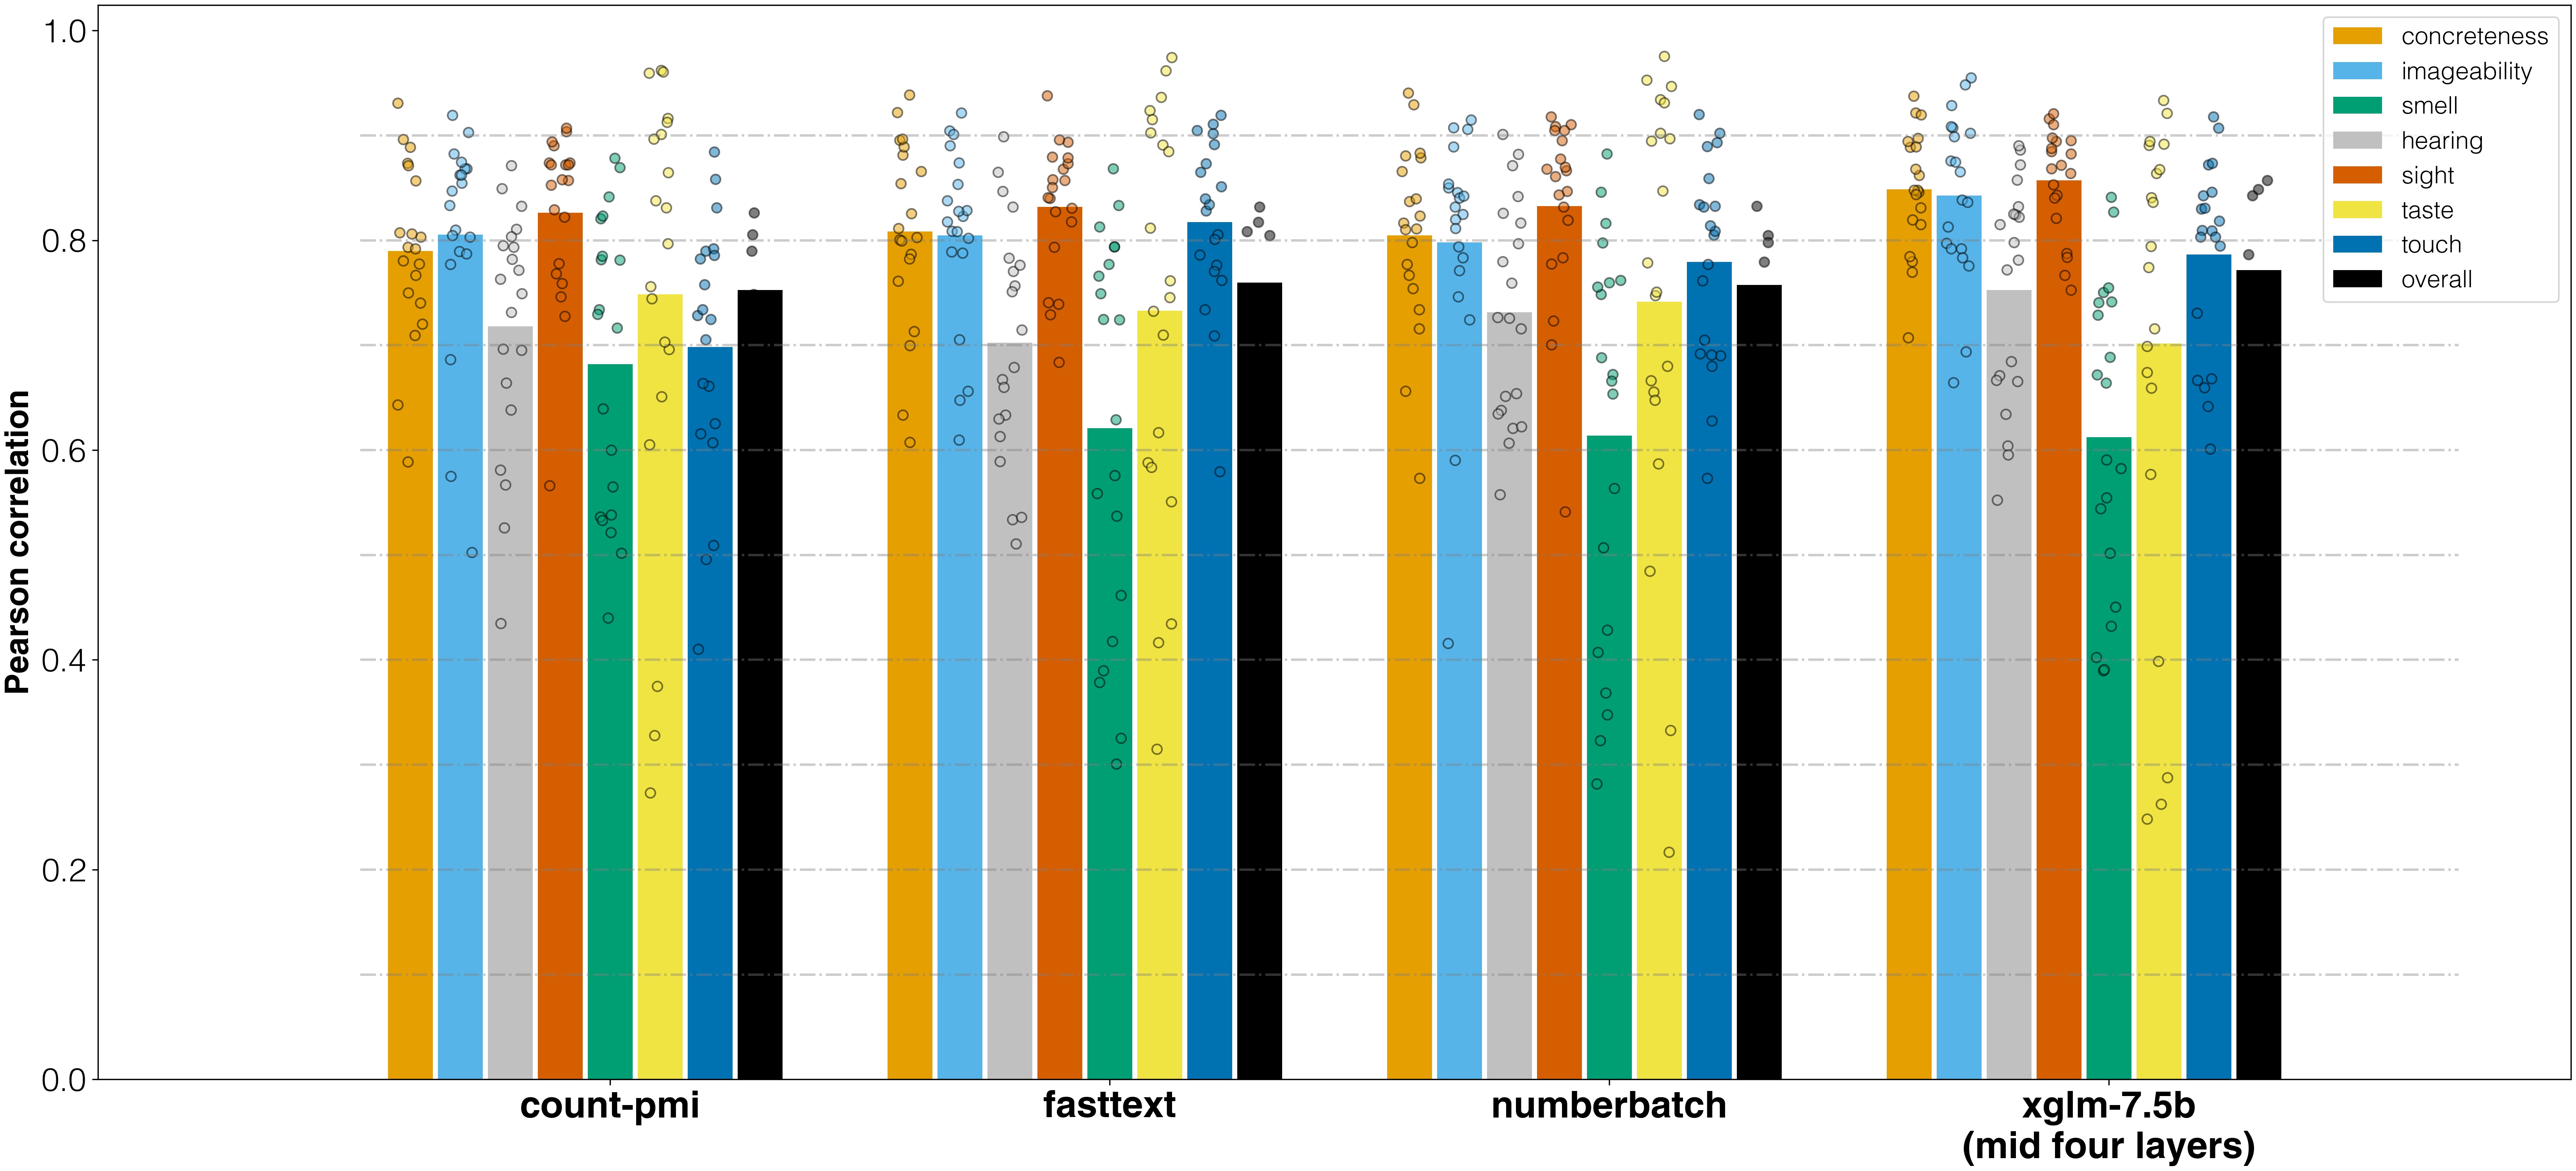 1.0
0.8
0.6
0.4
0.2
0.0
Pearson correlation
concreteness
imageability
smell
hearing
sight
taste
touch
overall
count-pmi
fasttext
numberbatch
xglm-7.5b
(mid four layers)